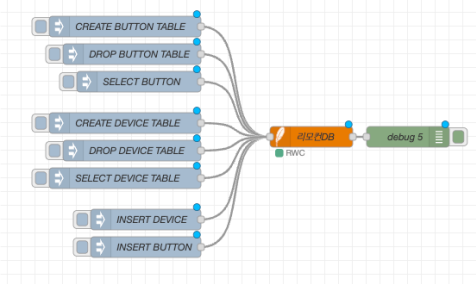 CREATE BUTTON TABLE
DROP BUTTON TABLE
SELECT BUTTON
CREATE DEVICE TABLE
리모컨DB
debug 5
RWC
DROP DEVICE TABLE
SELECT DEVICE TABLE
INSERT DEVICE
INSERT BUTTON